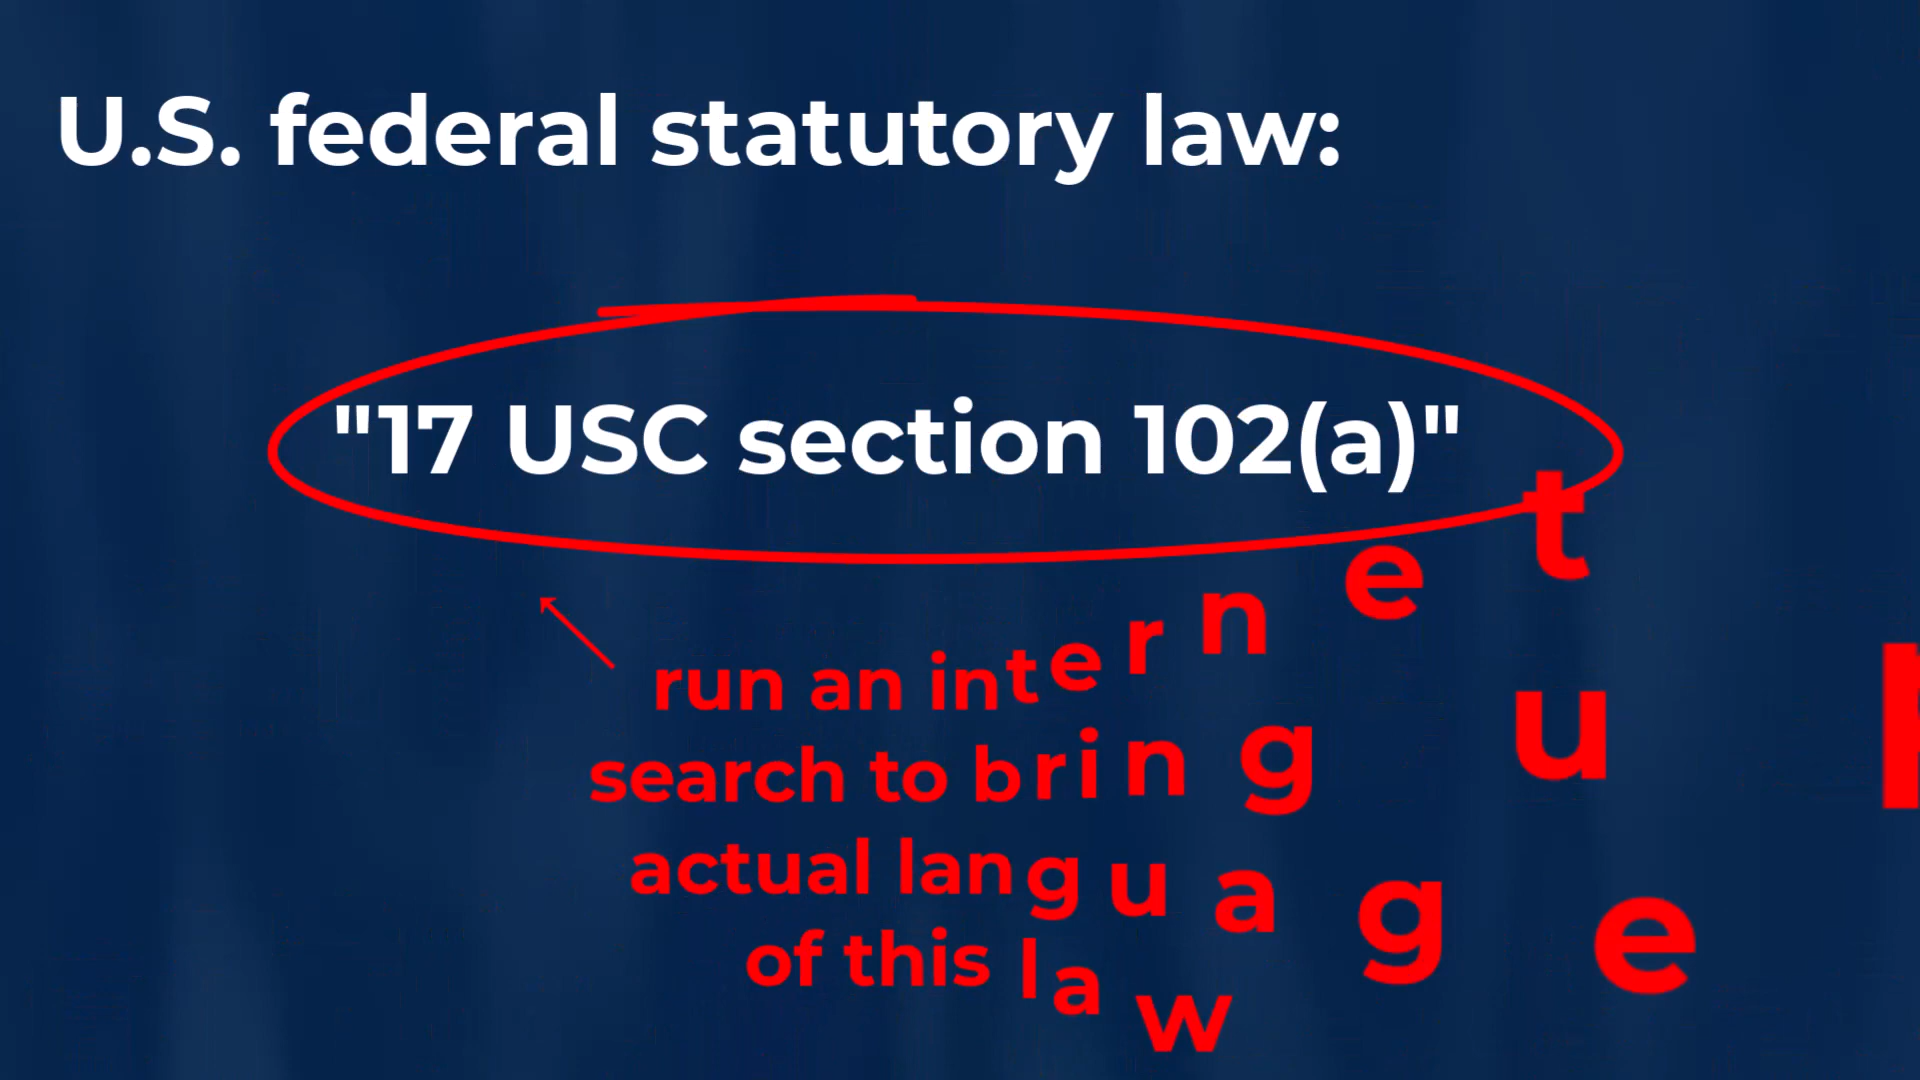 U.S. federal statutory law:
"17 USC section 102(a)"
run an internet
search to bring u
actual language
of this law